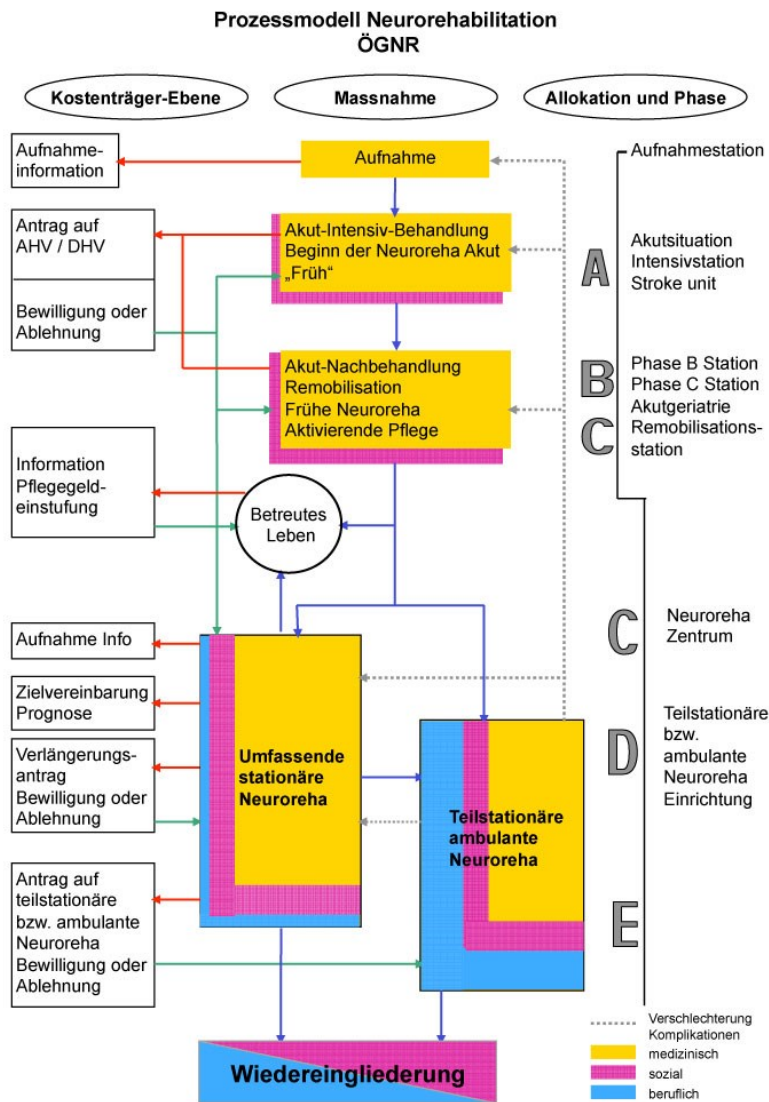 Prozessmodell Neurorehabilitation
ÖGNR
Kostenträger-Ebene
Massnahme
Allokation und Phase
Aufnahme-
information
Aufnahme
Aufnahmestation
Antrag auf
AHV / DHV
Bewilligung oder
Ablehnung
Akut-Intensiv-Behandlung
Beginn der Neuroreha Akut
„Früh“
A
Akutsituation
Intensivstation
Stroke unit
Akut-Nachbehandlung
Remobilisation
Frühe Neuroreha
Aktivierende Pflege
B
C
Phase B Station
Phase C Station
Akutgeriatrie
Remobilisations-
station
Information
Pflegegeld-
einstufung
Betreutes
Leben
Aufnahme Info
Zielvereinbarung
Prognose
Verlängerungs-
antrag
Bewilligung oder
Ablehnung
Antrag auf
teilstationäre
bzw. ambulante
Neuroreha
Bewilligung oder
Ablehnung
Umfassende
stationäre
Neuroreha
Teilstationäre
ambulante
Neuroreha
C
Neuroreha
Zentrum
D
Teilstationäre
bzw.
ambulante
Neuroreha
Einrichtung
E
Wiedereingliederung
Verschlechterung
Komplikationen
medizinisch
sozial
beruflich